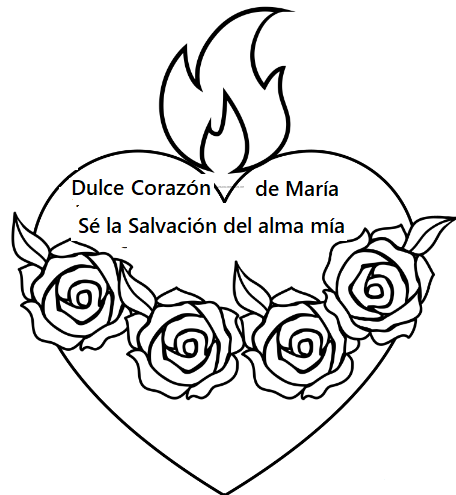 Dulce Corazón de María
Sé la Salvación del alma mía